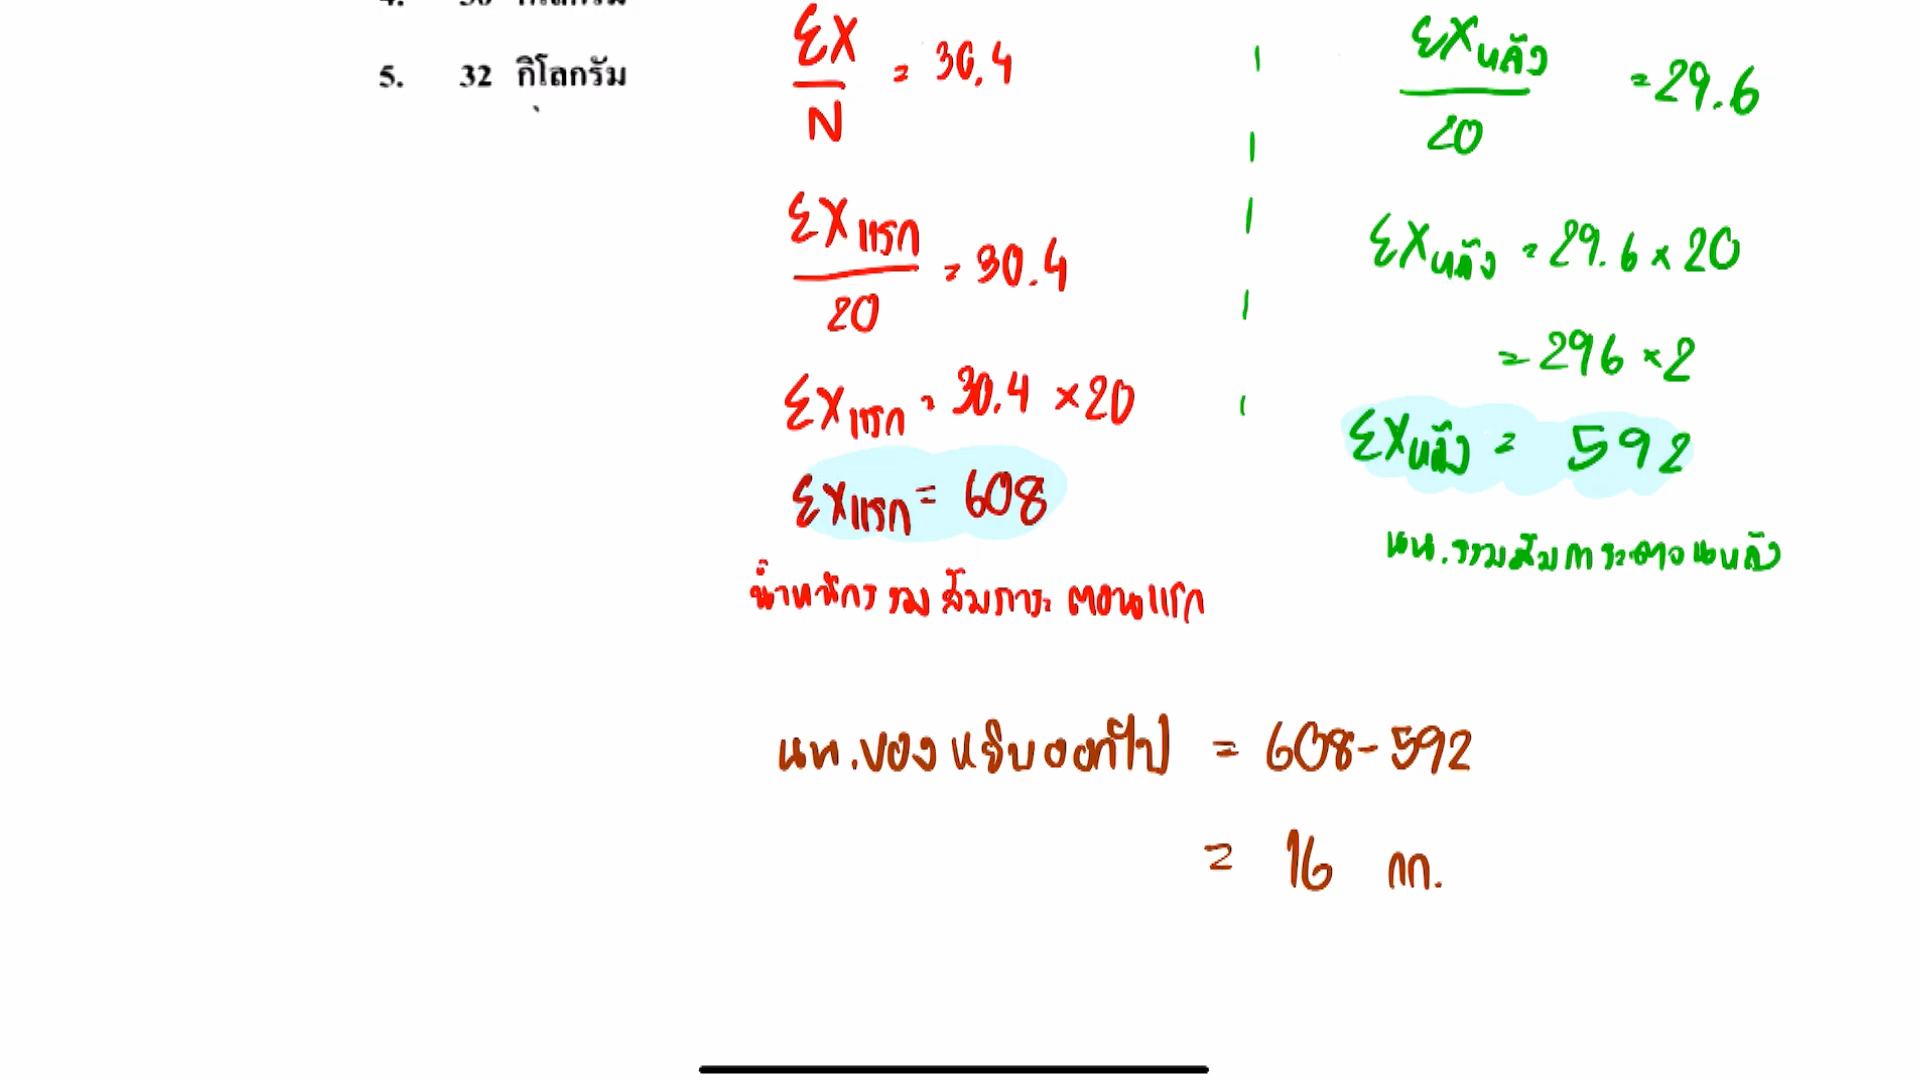 5. 32 กิโลกรัม
ΣX
N
= 30.4
ΣXแรก
20
= 30.4
ΣXแรก = 30.4 × 20
ΣXแรก = 608
น้ำหนักรวมสัมภาระตอนแรก
ΣXหลัง
20
= 29.6
ΣXหลัง = 29.6 × 20
= 296 × 2
ΣXหลัง = 592
นน.รวมสัมภาระตอนหลัง
นน.ของหยิบออกไป = 608 - 592
= 16 กก.